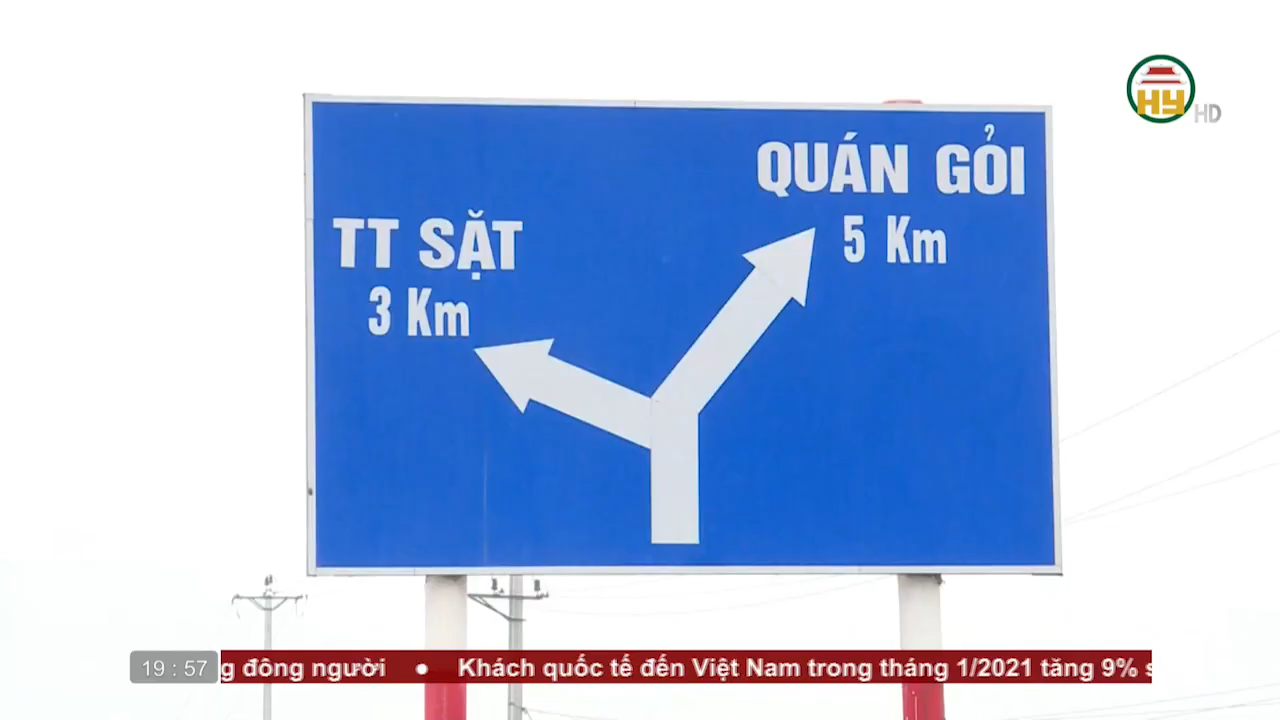 HY HD
QUÁN GỎI
5 Km
TT SẶT
3 Km
19 : 57
đông người • Khách quốc tế đến Việt Nam trong tháng 1/2021 tăng 9%